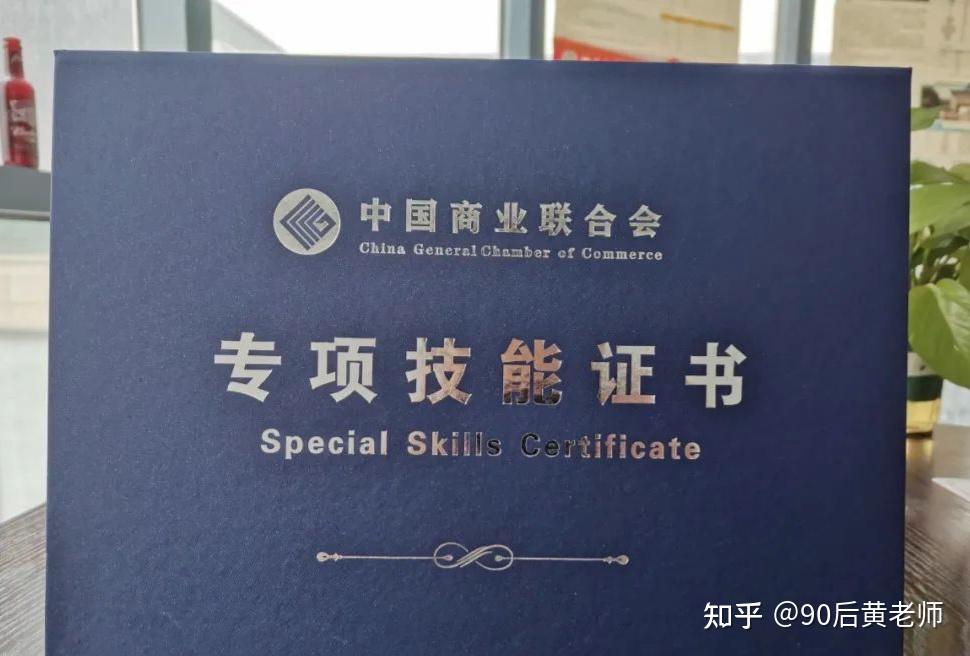 中国商业联合会
China General Chamber of Commerce
专项技能证书
Special Skills Certificate
知乎 @90后黄老师